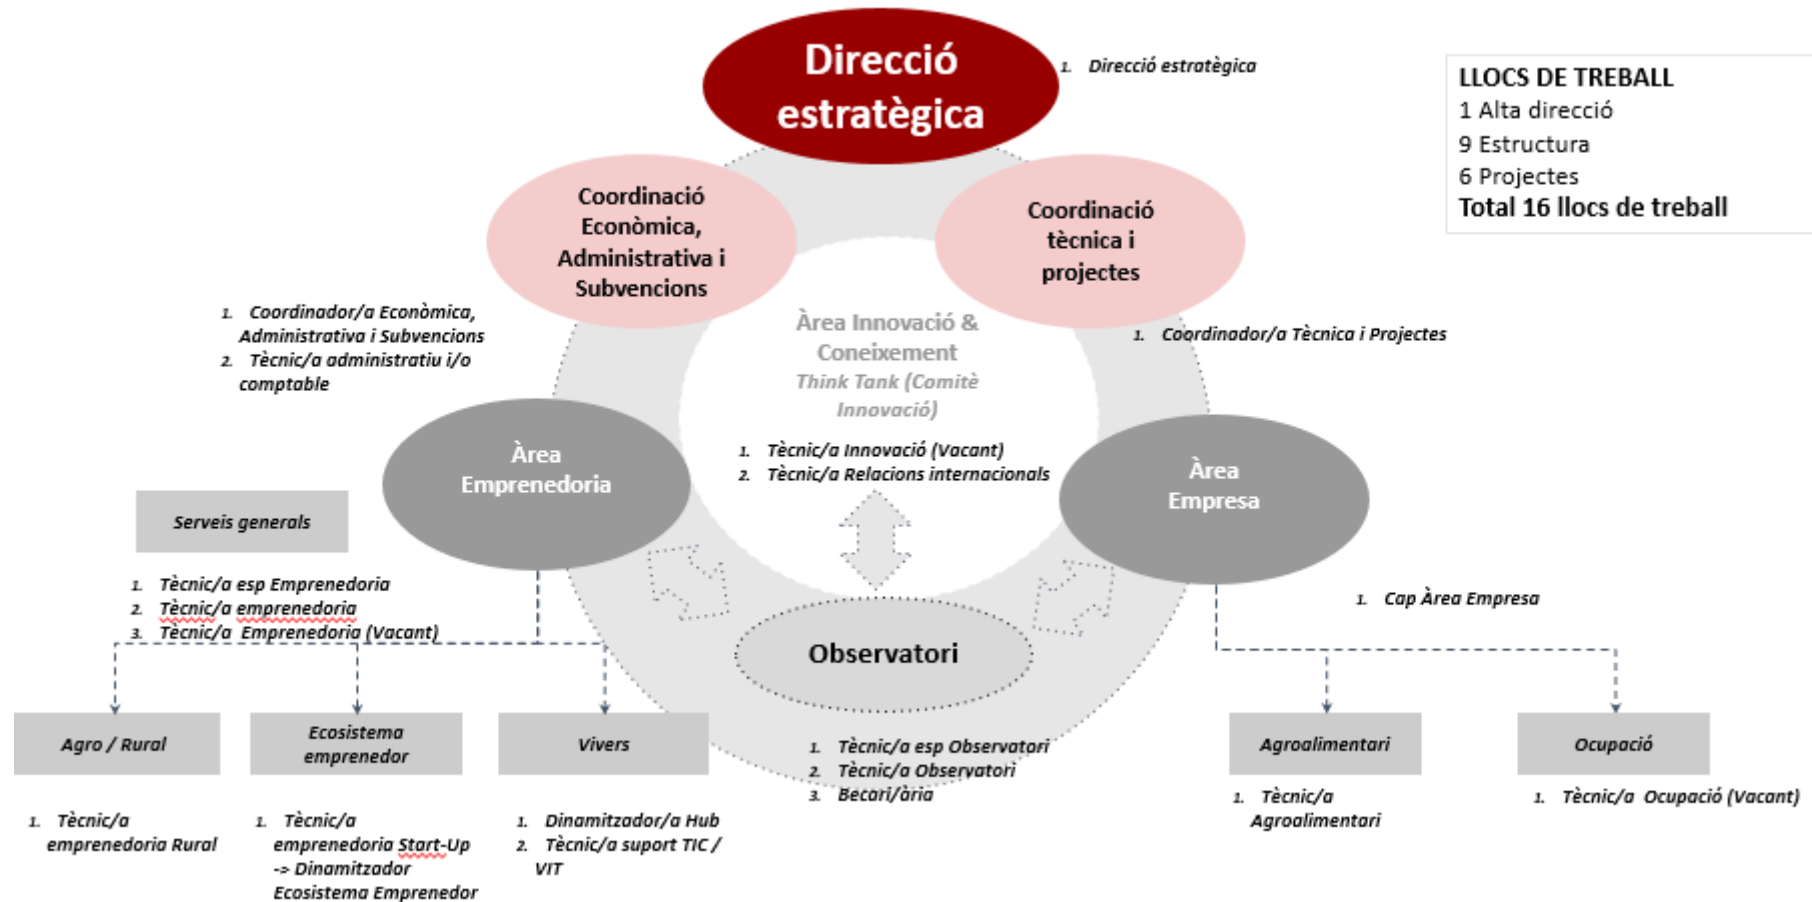 Direcció
estratègica
1. Direcció estratègica
LLOCS DE TREBALL
1 Alta direcció
9 Estructura
6 Projectes
Total 16 llocs de treball
Coordinació
Econòmica,
Administrativa i
Subvencions
Coordinació
tècnica i
projectes
1. Coordinador/a Econòmica,
Administrativa i Subvencions
2. Tècnic/a administratiu i/o
comptable
Àrea Innovació &
Coneixement
Think Tank (Comitè
Innovació)
1. Tècnic/a Innovació (Vacant)
2. Tècnic/a Relacions internacionals
1. Coordinador/a Tècnica i Projectes
Àrea
Emprenedoria
Àrea
Empresa
Serveis generals
1. Tècnic/a esp Emprenedoria
2. Tècnic/a emprenedoria
3. Tècnic/a Emprenedoria (Vacant)
1. Cap Àrea Empresa
Observatori
1. Tècnic/a esp Observatori
2. Tècnic/a Observatori
3. Becari/ària
Agro / Rural
1. Tècnic/a
emprenedoria Rural
Ecosistema
emprenedor
1. Tècnic/a
emprenedoria Start-Up
-> Dinamitzador
Ecosistema Emprenedor
Vivers
1. Dinamitzador/a Hub
2. Tècnic/a suport TIC /
VIT
Agroalimentari
1. Tècnic/a
Agroalimentari
Ocupació
1. Tècnic/a Ocupació (Vacant)